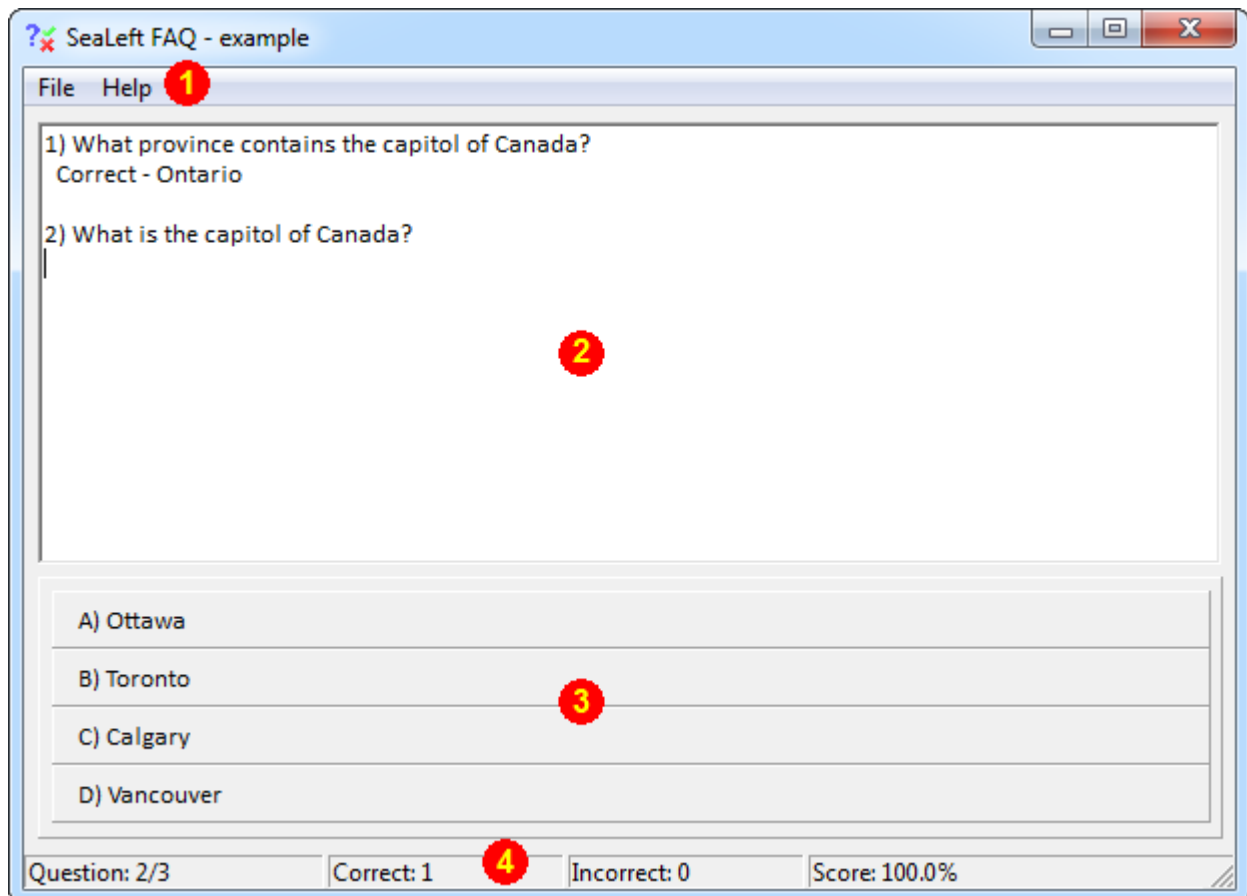 SeaLeft FAQ - example
File Help 1
1) What province contains the capitol of Canada?
Correct - Ontario
2) What is the capitol of Canada?
2
A) Ottawa
B) Toronto
3
C) Calgary
D) Vancouver
4
Question: 2/3 Correct: 1 Incorrect: 0 Score: 100.0%